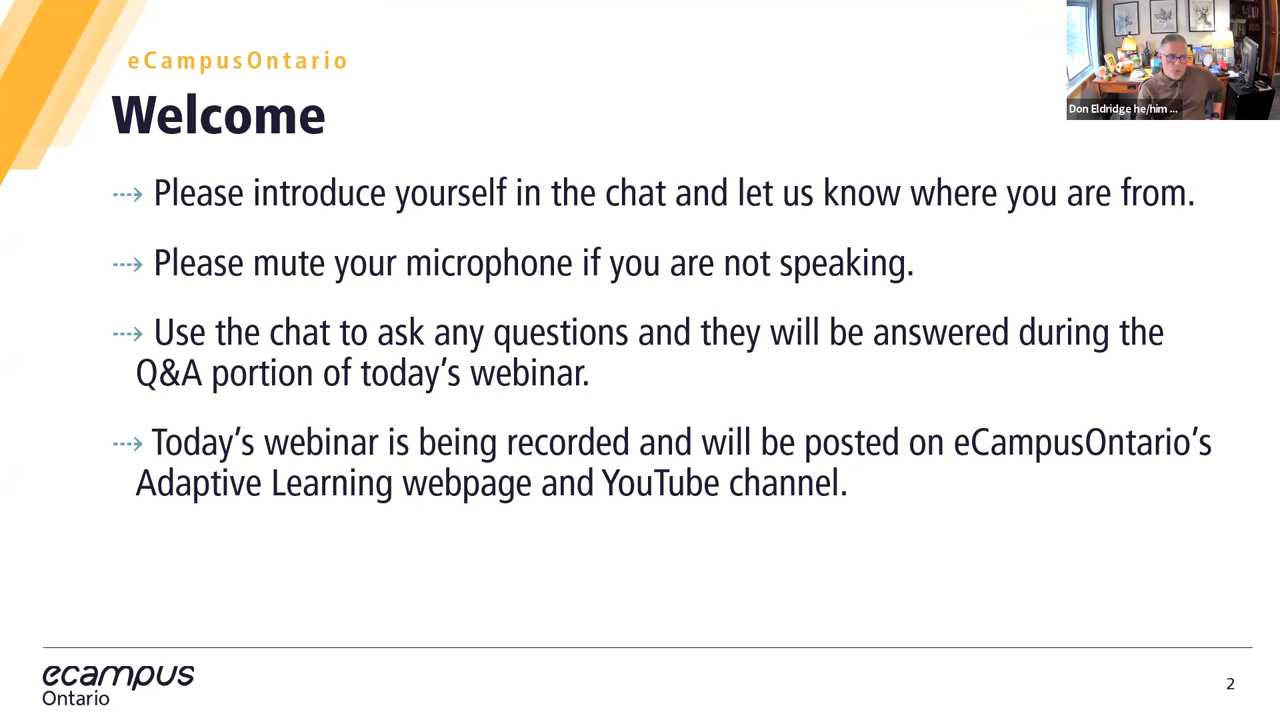 eCampusOntario
Welcome
Please introduce yourself in the chat and let us know where you are from.
Please mute your microphone if you are not speaking.
Use the chat to ask any questions and they will be answered during the
Q&A portion of today’s webinar.
Today’s webinar is being recorded and will be posted on eCampusOntario’s
Adaptive Learning webpage and YouTube channel.
Don Eldridge he/him ...
ecampus
Ontario
2